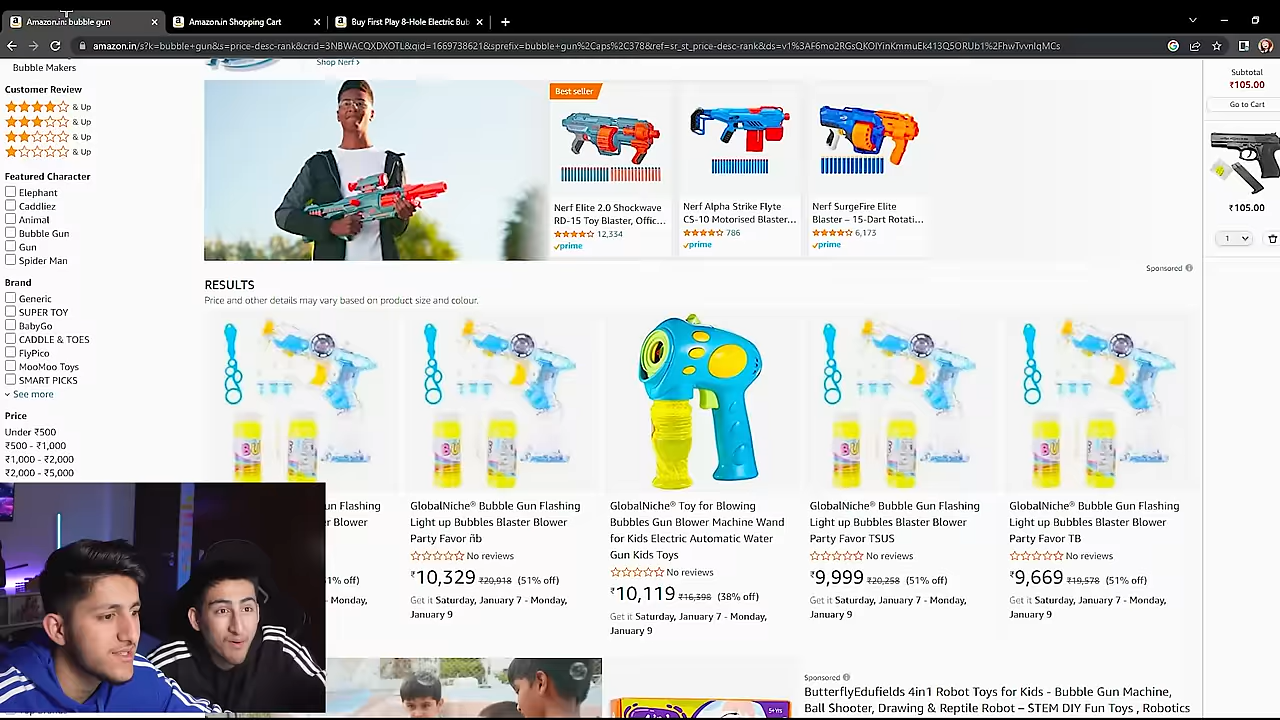 Amazon.in: bubble gun
Amazon.in Shopping Cart
Buy First Play 8-Hole Electric Bub
amazon.in/s?k=bubble+gun&s=price-desc-rank&crid=3NBWACQXDXOTL&qid=1669738621&sprefix=bubble+gun%2Caps%2C378&ref=sr_st_price-desc-rank&ds=v1%3AF6mo2RGsQKOIYinKmmuEk413Q5ORUb1%2FhwTvvnlqMCs
Bubble Makers
Customer Review
& Up
& Up
& Up
& Up
Featured Character
Elephant
Caddliez
Animal
Bubble Gun
Gun
Spider Man
Brand
Generic
SUPER TOY
BabyGo
CADDLE & TOES
FlyPico
MooMoo Toys
SMART PICKS
See more
Price
Under ₹500
₹500 - ₹1,000
₹1,000 - ₹2,000
₹2,000 - ₹5,000
Shop Nerf ›
Best seller
Nerf Elite 2.0 Shockwave
RD-15 Toy Blaster, Offic...
12,334
prime
Nerf Alpha Strike Flyte
CS-10 Motorised Blaster...
786
prime
Nerf SurgeFire Elite
Blaster – 15-Dart Rotati...
6,173
prime
Sponsored
RESULTS
Price and other details may vary based on product size and colour.
n Flashing
r Blower
1% off)
- Monday,
GlobalNiche® Bubble Gun Flashing
Light up Bubbles Blaster Blower
Party Favor ñb
No reviews
₹10,329 ₹20,918 (51% off)
Get it Saturday, January 7 - Monday,
January 9
GlobalNiche® Toy for Blowing
Bubbles Gun Blower Machine Wand
for Kids Electric Automatic Water
Gun Kids Toys
No reviews
₹10,119 ₹16,398 (38% off)
Get it Saturday, January 7 - Monday,
January 9
GlobalNiche® Bubble Gun Flashing
Light up Bubbles Blaster Blower
Party Favor TSUS
No reviews
₹9,999 ₹20,258 (51% off)
Get it Saturday, January 7 - Monday,
January 9
GlobalNiche® Bubble Gun Flashing
Light up Bubbles Blaster Blower
Party Favor TB
No reviews
₹9,669 ₹19,578 (51% off)
Get it Saturday, January 7 - Monday,
January 9
Sponsored
ButterflyEdufields 4in1 Robot Toys for Kids - Bubble Gun Machine,
Ball Shooter, Drawing & Reptile Robot – STEM DIY Fun Toys , Robotics
Subtotal
₹105.00
Go to Cart
₹105.00
1